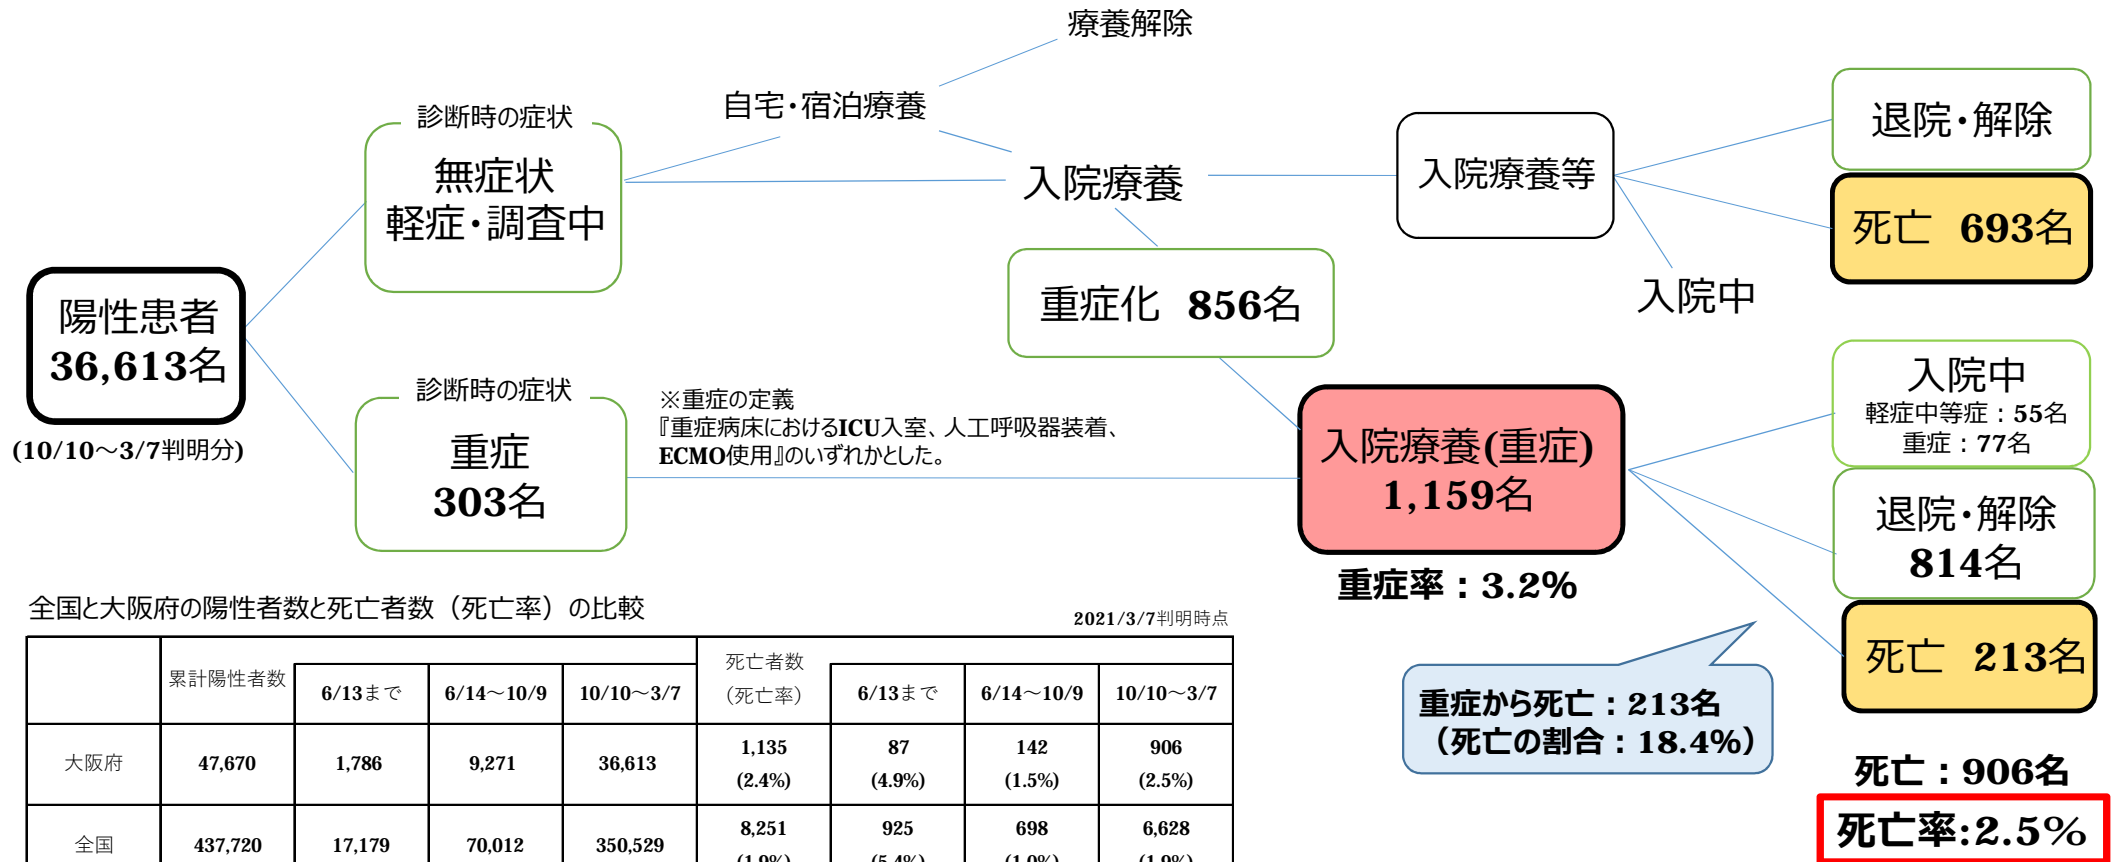 療養解除
自宅・宿泊療養
診断時の症状
無症状
軽症・調査中
入院療養
入院療養等
退院・解除
死亡 693名
入院中
重症化 856名
陽性患者
36,613名
(10/10～3/7判明分)
診断時の症状
重症
303名
※重症の定義
『重症病床におけるICU入室、人工呼吸器装着、
ECMO使用』のいずれかとした。
入院療養(重症)
1,159名
重症率：3.2%
入院中
軽症中等症：55名
重症：77名
退院・解除
814名
死亡 213名
重症から死亡：213名
（死亡の割合：18.4%）
死亡：906名
死亡率:2.5%
全国と大阪府の陽性者数と死亡者数（死亡率）の比較
2021/3/7判明時点
累計陽性者数 6/13まで 6/14～10/9 10/10～3/7 死亡者数 （死亡率） 6/13まで 6/14～10/9 10/10～3/7
大阪府 47,670 1,786 9,271 36,613 1,135 87 142 906
(2.4%) (4.9%) (1.5%) (2.5%)
全国 437,720 17,179 70,012 350,529 8,251 925 698 6,628
(1.9%) (5.4%) (1.0%) (1.9%)